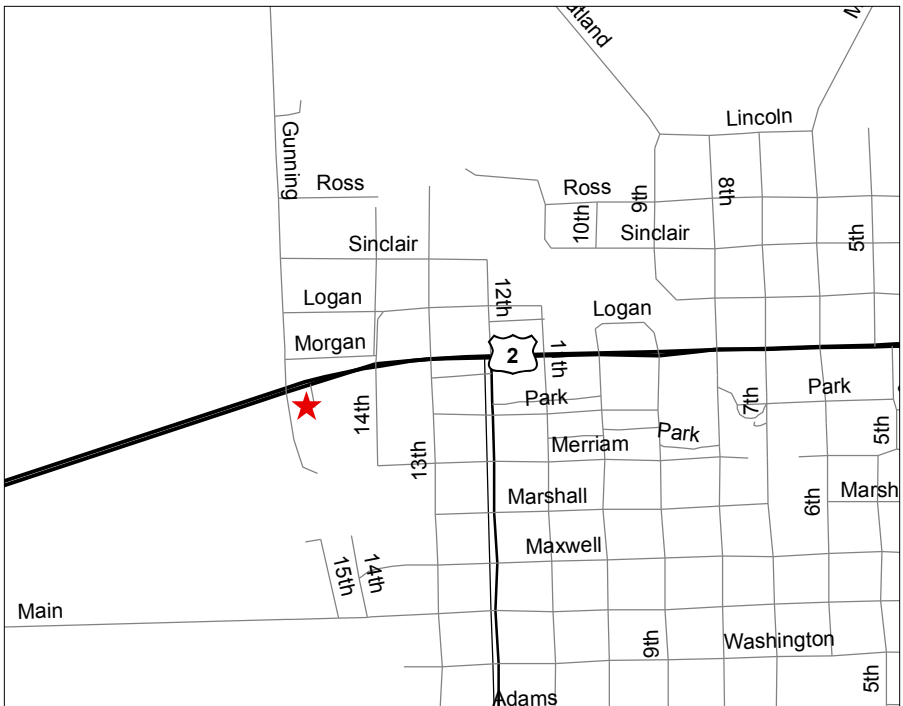 utland
M
Lincoln
Gunning
Ross
Ross
10th
9th
8th
Sinclair
Sinclair
5th
Logan
12th
Logan
Morgan
2
11th
Park
14th
7th
Park
Park
5th
Merriam
13th
Marshall
6th
Marsh
Maxwell
15th
14th
Main
9th
Washington
5th
Adams